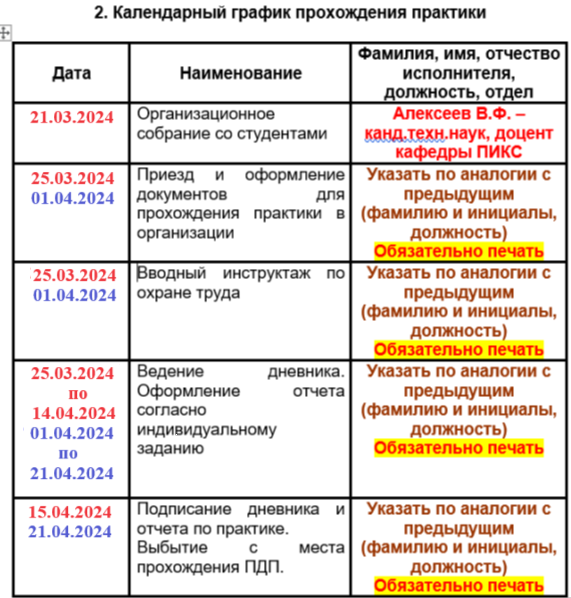 2. Календарный график прохождения практики
Дата
Наименование
Фамилия, имя, отчество
исполнителя,
должность, отдел
21.03.2024
Организационное
собрание со студентами
Алексеев В.Ф. –
канд.техн.наук, доцент
кафедры ПИКС
25.03.2024
01.04.2024
Приезд и оформление
документов для
прохождения практики в
организации
Указать по аналогии с
предыдущим
(фамилию и инициалы,
должность)
Обязательно печать
25.03.2024
01.04.2024
Вводный инструктаж по
охране труда
Указать по аналогии с
предыдущим
(фамилию и инициалы,
должность)
Обязательно печать
25.03.2024
по
14.04.2024
01.04.2024
по
21.04.2024
Ведение дневника.
Оформление отчета
согласно
индивидуальному
заданию
Указать по аналогии с
предыдущим
(фамилию и инициалы,
должность)
Обязательно печать
15.04.2024
21.04.2024
Подписание дневника и
отчета по практике.
Выбытие с места
прохождения ПДП.
Указать по аналогии с
предыдущим
(фамилию и инициалы,
должность)
Обязательно печать